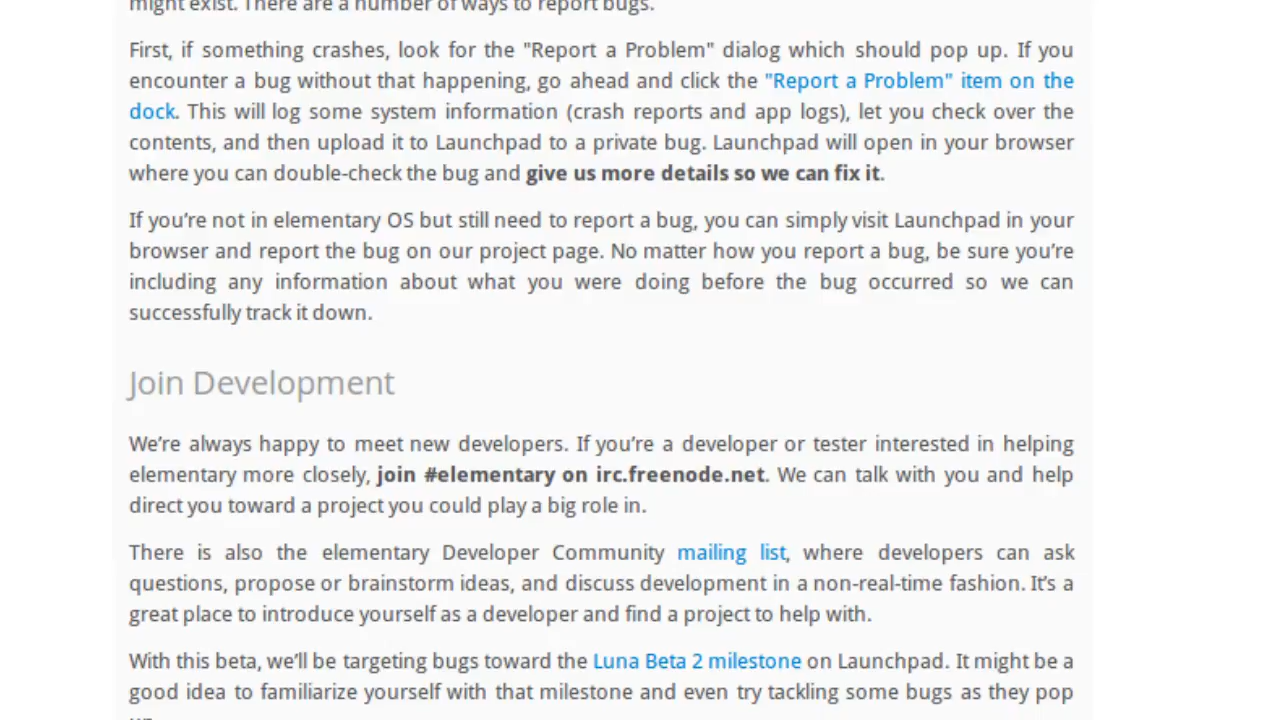 might exist. There are a number of ways to report bugs.
First, if something crashes, look for the "Report a Problem" dialog which should pop up. If you
encounter a bug without that happening, go ahead and click the "Report a Problem" item on the
dock. This will log some system information (crash reports and app logs), let you check over the
contents, and then upload it to Launchpad to a private bug. Launchpad will open in your browser
where you can double-check the bug and give us more details so we can fix it.
If you’re not in elementary OS but still need to report a bug, you can simply visit Launchpad in your
browser and report the bug on our project page. No matter how you report a bug, be sure you’re
including any information about what you were doing before the bug occurred so we can
successfully track it down.
Join Development
We’re always happy to meet new developers. If you’re a developer or tester interested in helping
elementary more closely, join #elementary on irc.freenode.net. We can talk with you and help
direct you toward a project you could play a big role in.
There is also the elementary Developer Community mailing list, where developers can ask
questions, propose or brainstorm ideas, and discuss development in a non-real-time fashion. It’s a
great place to introduce yourself as a developer and find a project to help with.
With this beta, we’ll be targeting bugs toward the Luna Beta 2 milestone on Launchpad. It might be a
good idea to familiarize yourself with that milestone and even try tackling some bugs as they pop